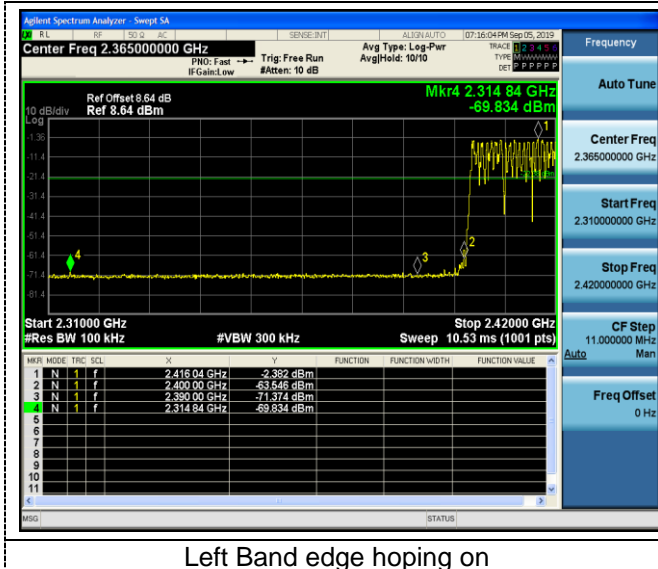 Agilent Spectrum Analyzer - Swept SA
RL RF 50 Ω AC SENSE:INT ALIGN AUTO 07:16:04 PM Sep 05, 2019
Center Freq 2.365000000 GHz
PNO: Fast Trig: Free Run
IFGain:Low #Atten: 10 dB
Avg Type: Log-Pwr
Avg|Hold: 10/10
TRACE 1 2 3 4 5 6
TYPE M
DET P P P P P P
Ref Offset 8.64 dB
10 dB/div Ref 8.64 dBm
Mkr4 2.314 84 GHz
-69.834 dBm
Log
-1.36
-11.4
-21.4
-31.4
-41.4
-51.4
-61.4
-71.4
-81.4
1
2
3
4
Start 2.31000 GHz Stop 2.42000 GHz
#Res BW 100 kHz #VBW 300 kHz Sweep 10.53 ms (1001 pts)
MKR MODE TRC SCL X Y FUNCTION FUNCTION WIDTH FUNCTION VALUE
1 N 1 f 2.416 04 GHz -2.382 dBm
2 N 1 f 2.400 00 GHz -63.546 dBm
3 N 1 f 2.390 00 GHz -71.374 dBm
4 N 1 f 2.314 84 GHz -69.834 dBm
5
6
7
8
9
10
11
MSG STATUS
Frequency
Auto Tune
Center Freq
2.365000000 GHz
Start Freq
2.310000000 GHz
Stop Freq
2.420000000 GHz
CF Step
11.000000 MHz
Auto Man
Freq Offset
0 Hz
Left Band edge hoping on